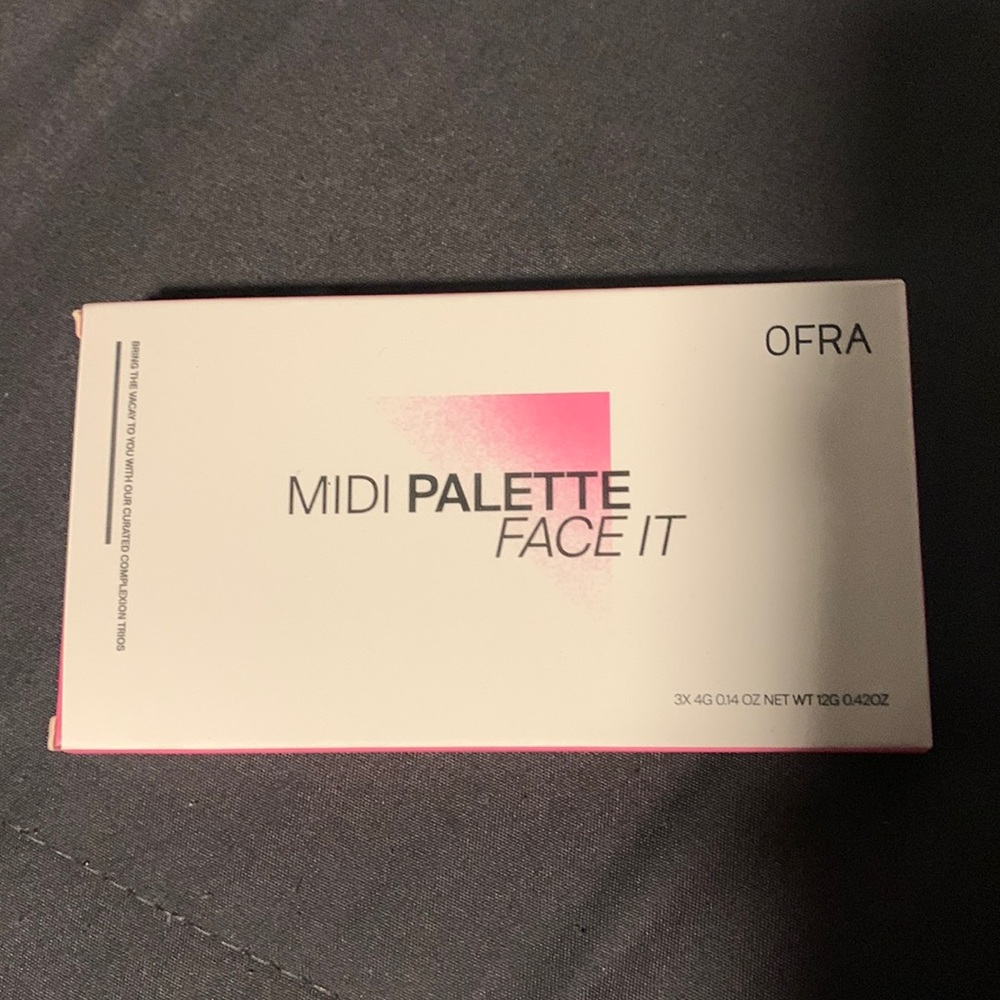 OFRA
MIDI PALETTE
FACE IT
BRING THE VACAY TO YOU WITH OUR CURATED COMPLEXION TRIOS
3X 4G 0.14 OZ NET WT 12G 0.42OZ